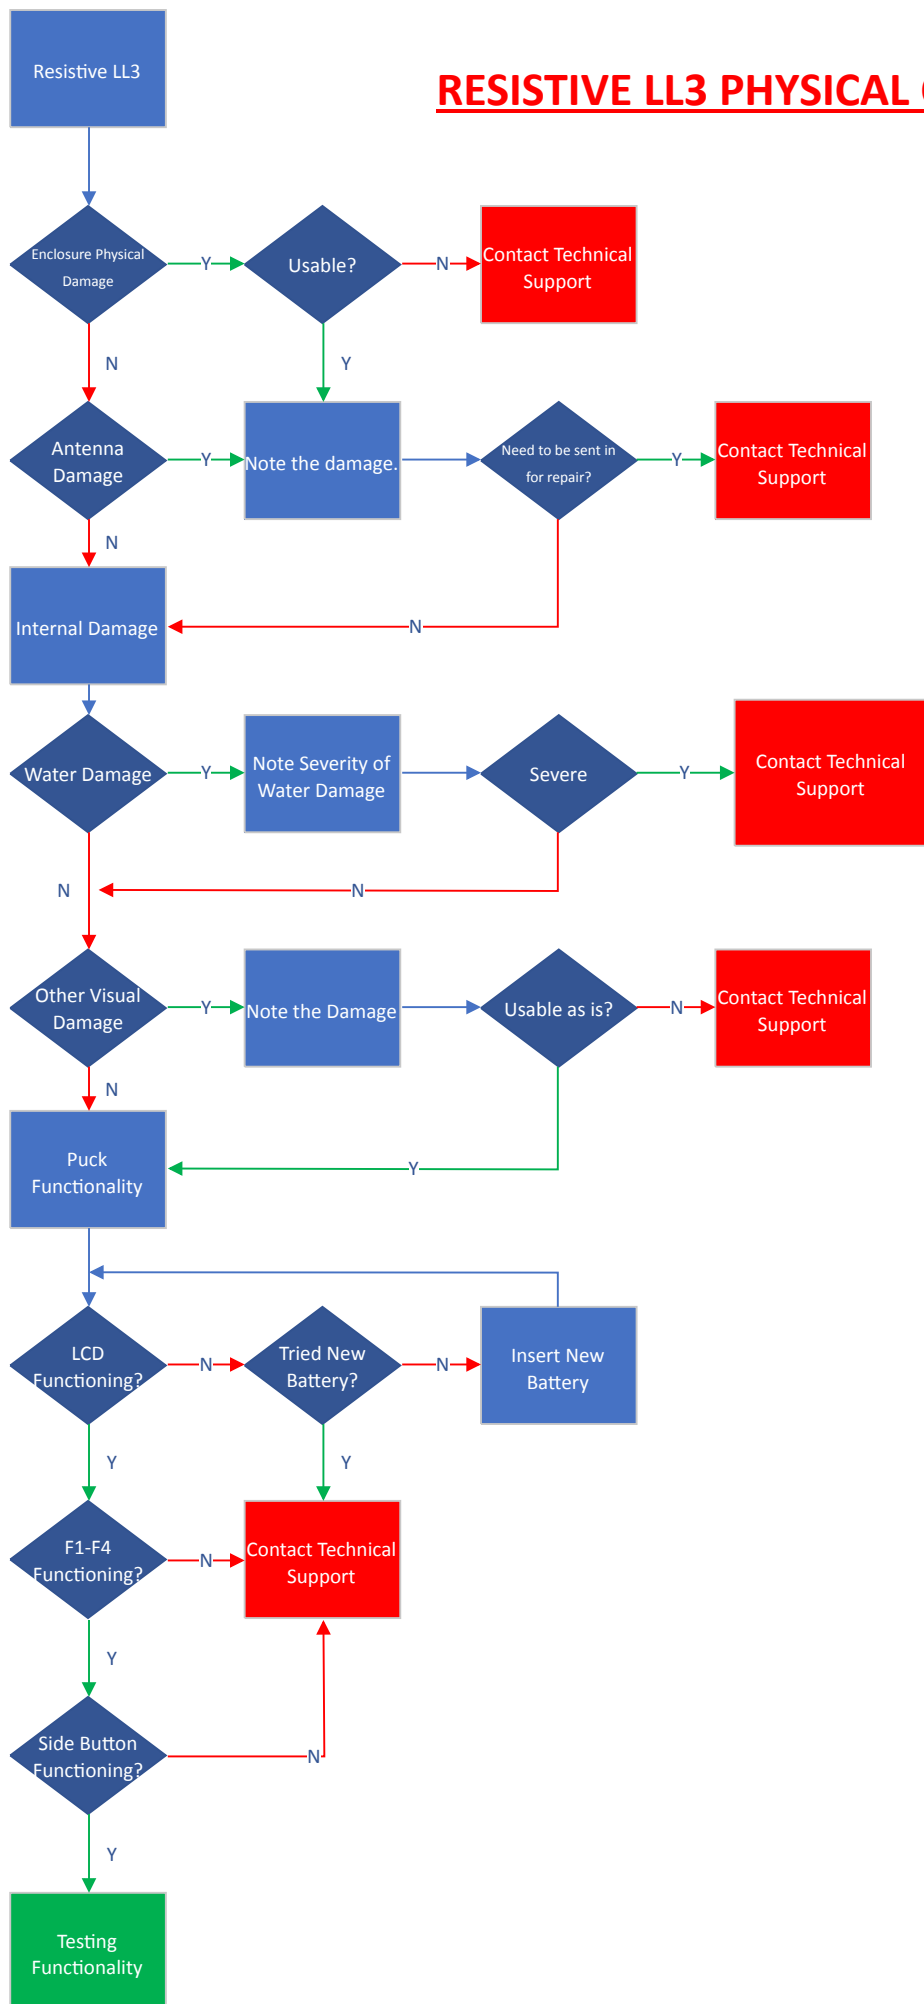 Resistive LL3
RESISTIVE LL3 PHYSICAL
Enclosure Physical
Damage
Y
Usable?
N
Contact Technical
Support
N
Y
Antenna
Damage
Y
Note the damage.
Need to be sent in
for repair?
Y
Contact Technical
Support
N
Internal Damage
N
Water Damage
Y
Note Severity of
Water Damage
Severe
Y
Contact Technical
Support
N
N
Other Visual
Damage
Y
Note the Damage
Usable as is?
N
Contact Technical
Support
N
Puck
Functionality
Y
LCD
Functioning?
N
Tried New
Battery?
N
Insert New
Battery
Y
Y
F1-F4
Functioning?
N
Contact Technical
Support
Y
Side Button
Functioning?
N
Y
Testing
Functionality